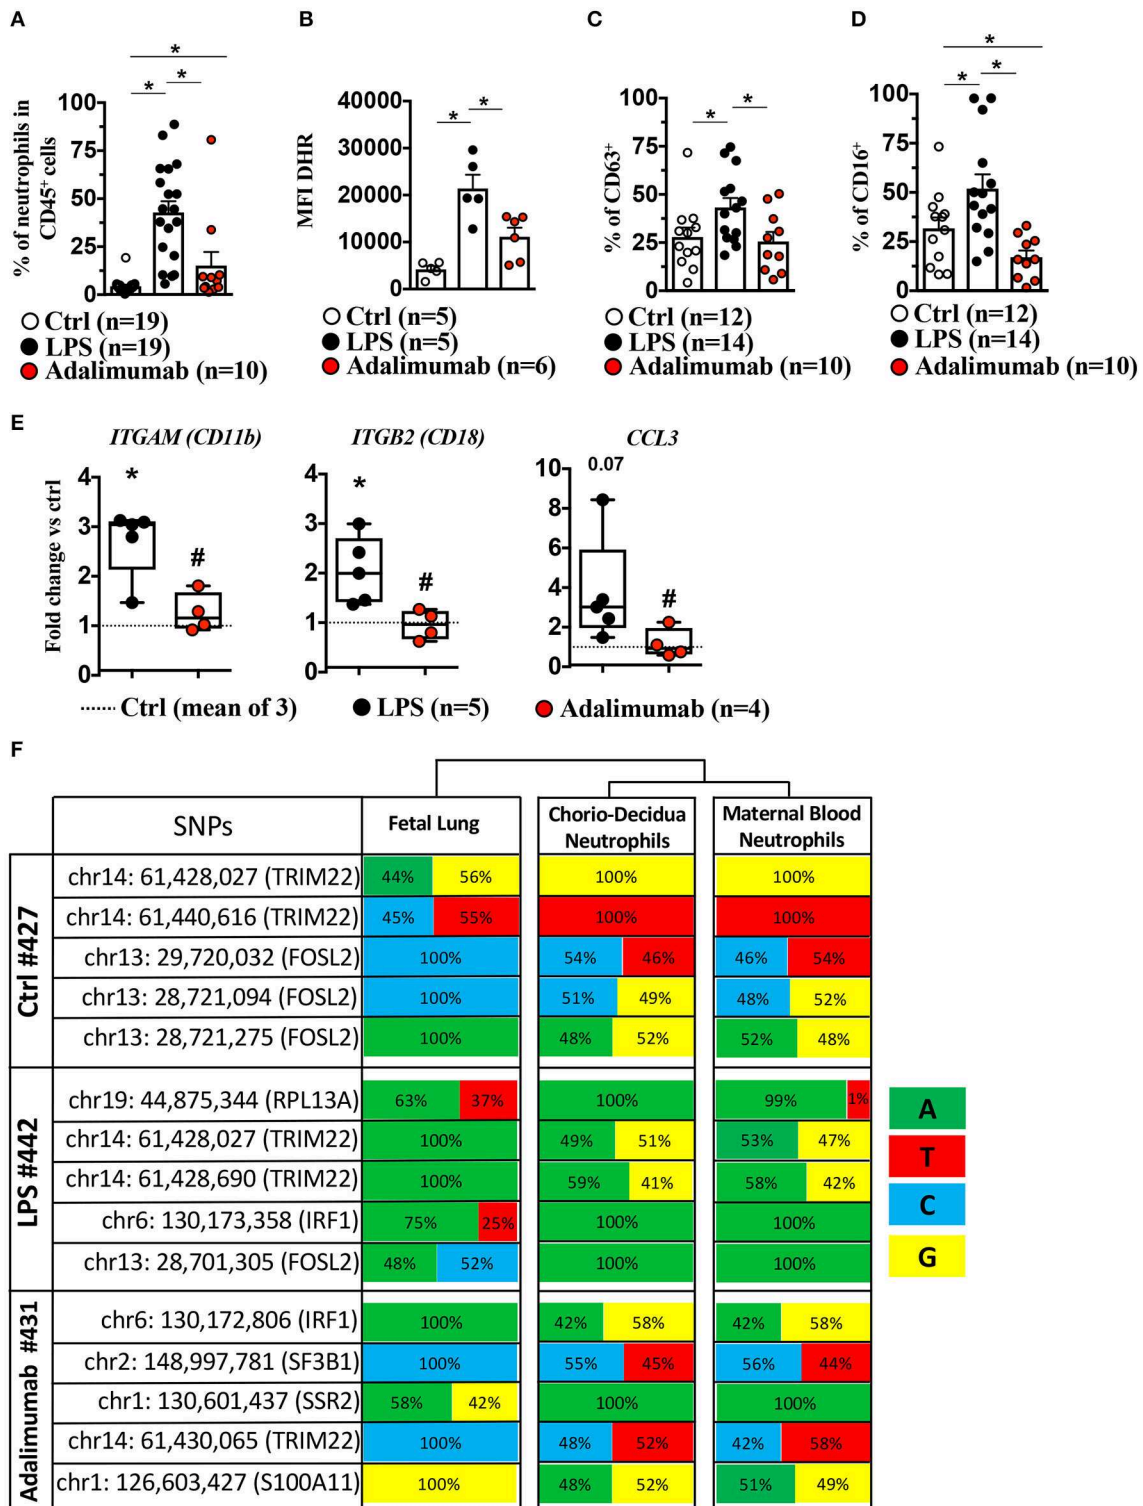 A
B
C
D
* * *
* *
* *
* * *
% of neutrophils in
CD45⁺ cells
100
75
50
25
0
MFI DHR
40000
30000
20000
10000
0
% of CD63⁺
100
75
50
25
0
% of CD16⁺
100
75
50
25
0
Ctrl (n=19)
LPS (n=19)
Adalimumab (n=10)
Ctrl (n=5)
LPS (n=5)
Adalimumab (n=6)
Ctrl (n=12)
LPS (n=14)
Adalimumab (n=10)
Ctrl (n=12)
LPS (n=14)
Adalimumab (n=10)
E
ITGAM (CD11b)
ITGB2 (CD18)
CCL3
Fold change vs ctrl
4
3
2
1
0
* #
4
3
2
1
0
* #
10
8
6
4
2
0
0.07 #
Ctrl (mean of 3)
LPS (n=5)
Adalimumab (n=4)
F
SNPs
Fetal Lung
Chorio-Decidua
Neutrophils
Maternal Blood
Neutrophils
Ctrl #427
chr14: 61,428,027 (TRIM22) 44% 56% 100% 100%
chr14: 61,440,616 (TRIM22) 45% 55% 100% 100%
chr13: 29,720,032 (FOSL2) 100% 54% 46% 46% 54%
chr13: 28,721,094 (FOSL2) 100% 51% 49% 48% 52%
chr13: 28,721,275 (FOSL2) 100% 48% 52% 52% 48%
LPS #442
chr19: 44,875,344 (RPL13A) 63% 37% 100% 99% 1%
chr14: 61,428,027 (TRIM22) 100% 49% 51% 53% 47%
chr14: 61,428,690 (TRIM22) 100% 59% 41% 58% 42%
chr6: 130,173,358 (IRF1) 75% 25% 100% 100%
chr13: 28,701,305 (FOSL2) 48% 52% 100% 100%
Adalimumab #431
chr6: 130,172,806 (IRF1) 100% 42% 58% 42% 58%
chr2: 148,997,781 (SF3B1) 100% 55% 45% 56% 44%
chr1: 130,601,437 (SSR2) 58% 42% 100% 100%
chr14: 61,430,065 (TRIM22) 100% 48% 52% 42% 58%
chr1: 126,603,427 (S100A11) 100% 48% 52% 51% 49%
A
T
C
G